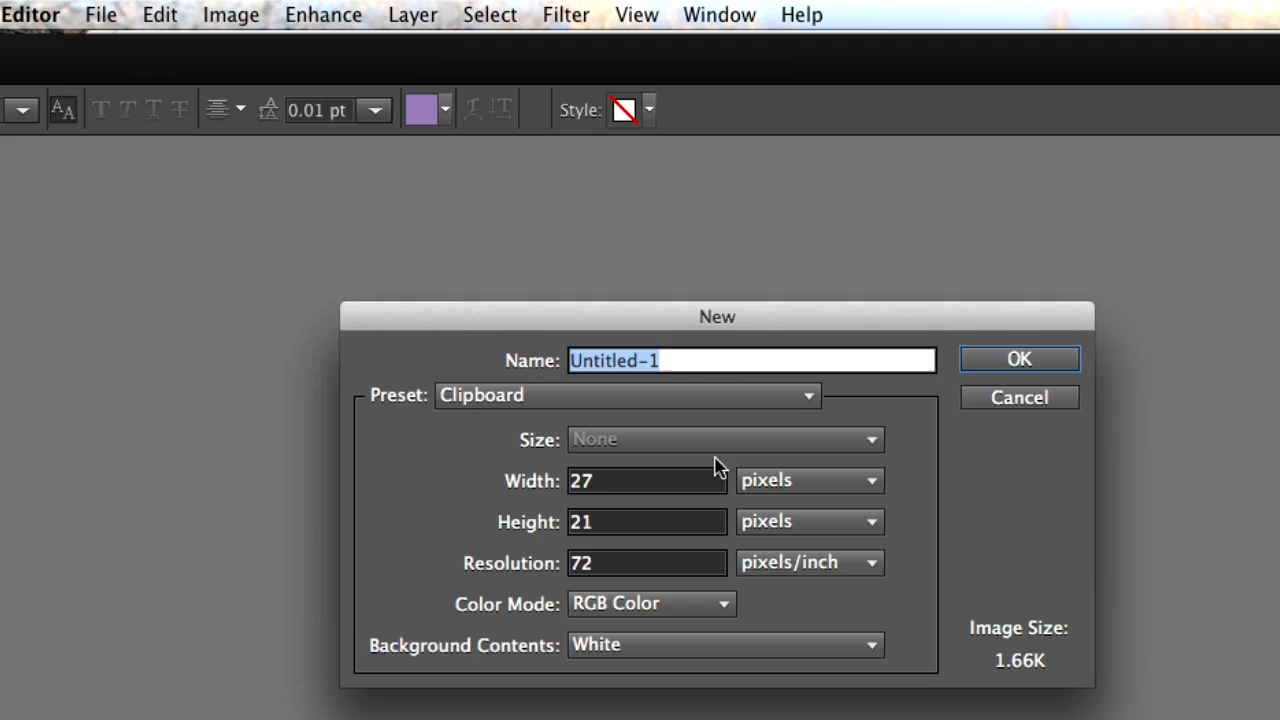 Editor File Edit Image Enhance Layer Select Filter View Window Help
0.01 pt Style:
New
Name: Untitled-1 OK
Preset: Clipboard Cancel
Size: None
Width: 27 pixels
Height: 21 pixels
Resolution: 72 pixels/inch
Color Mode: RGB Color
Image Size:
Background Contents: White
1.66K